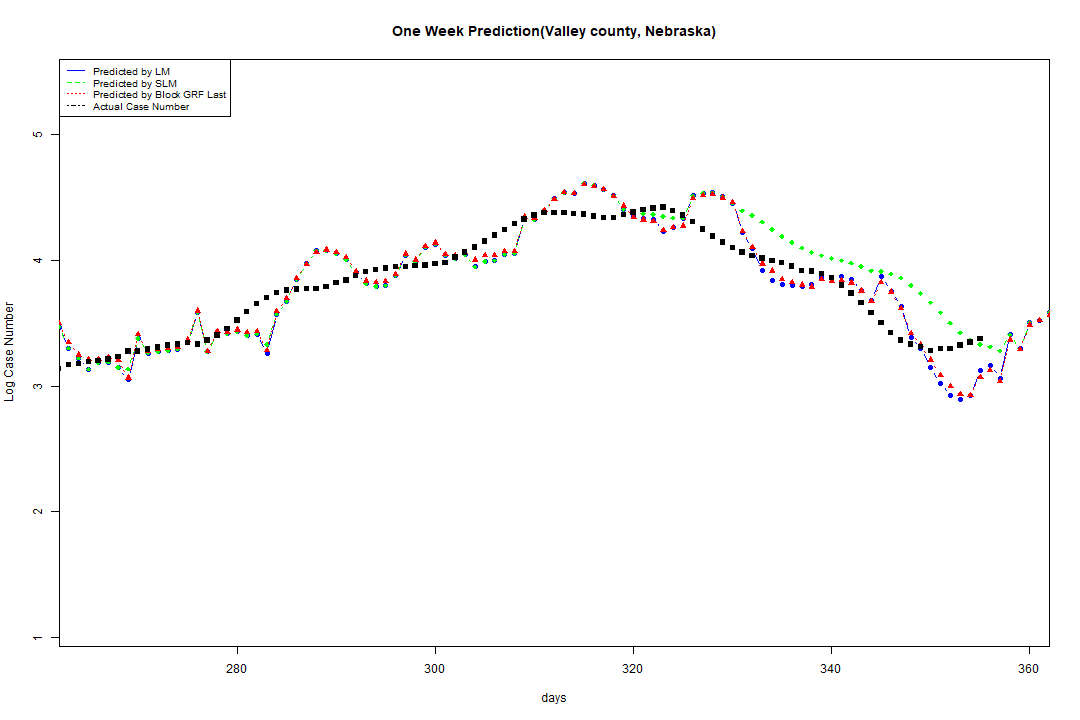 One Week Prediction(Valley county, Nebraska)
Predicted by LM
Predicted by SLM
Predicted by Block GRF Last
Actual Case Number
5
4
3
2
1
Log Case Number
280 300 320 340 360
days